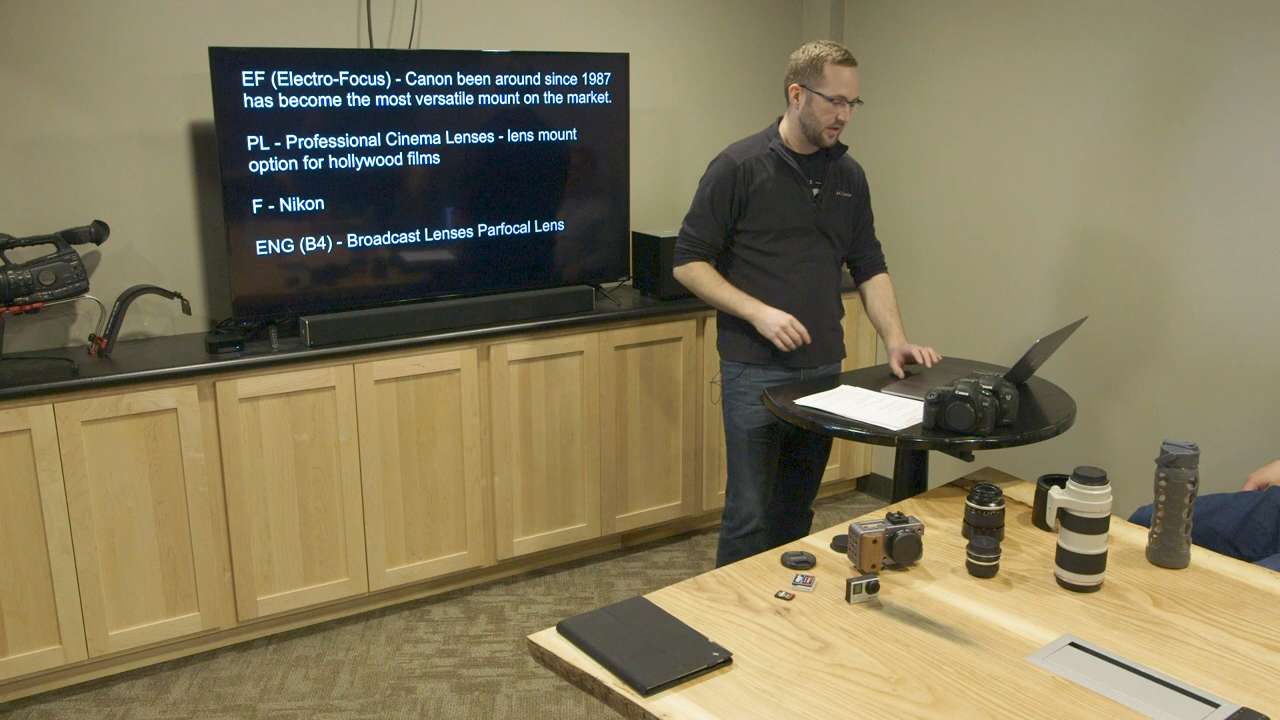 EF (Electro-Focus) - Canon been around since 1987
has become the most versatile mount on the market.
PL - Professional Cinema Lenses - lens mount
option for hollywood films
F - Nikon
ENG (B4) - Broadcast Lenses Parfocal Lens